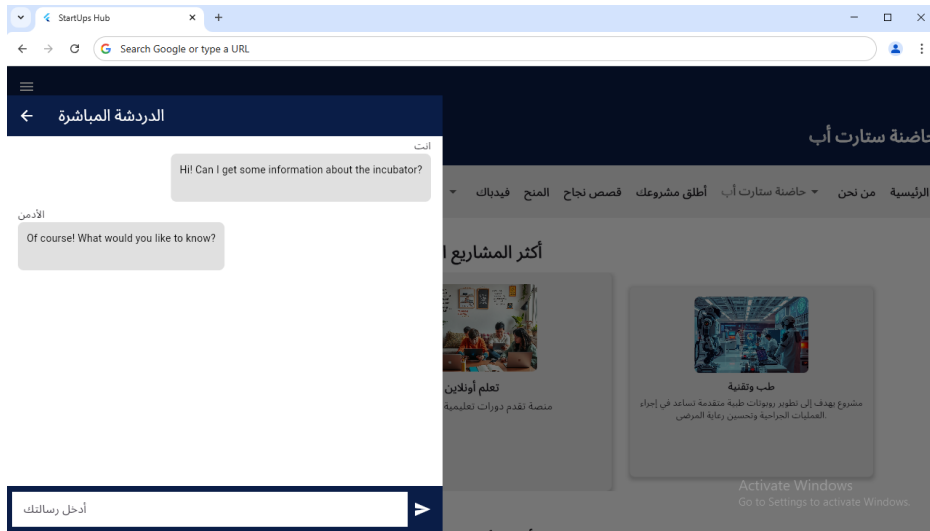 StartUps Hub
Search Google or type a URL
الدردشة المباشرة
انت
Hi! Can I get some information about the incubator?
الأدمن
Of course! What would you like to know?
أدخل رسالتك
حاضنة ستارت أب
الرئيسية من نحن حاضنة ستارت أب أطلق مشروعك قصص نجاح المنح فيدباك
أكثر المشاريع ا
طب وتقنية
مشروع يهدف إلى تطوير روبوتات طبية متقدمة تساعد في إجراء
العمليات الجراحية وتحسين رعاية المرضى.
تعلم أونلاين
منصة تقدم دورات تعليمية
Activate Windows
Go to Settings to activate Windows.